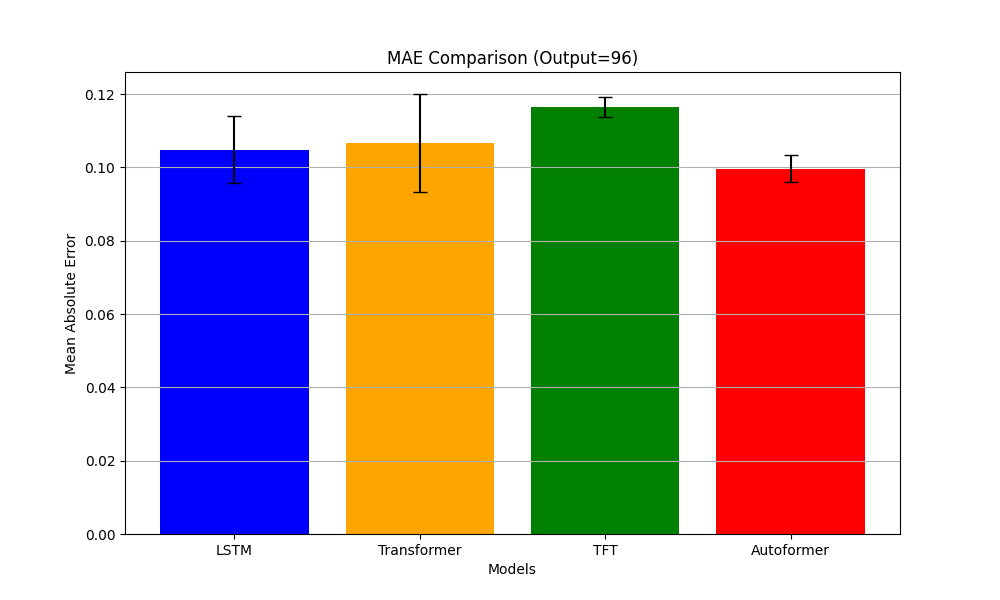 MAE Comparison (Output=96)
Mean Absolute Error
0.12
0.10
0.08
0.06
0.04
0.02
0.00
LSTM Transformer TFT Autoformer
Models